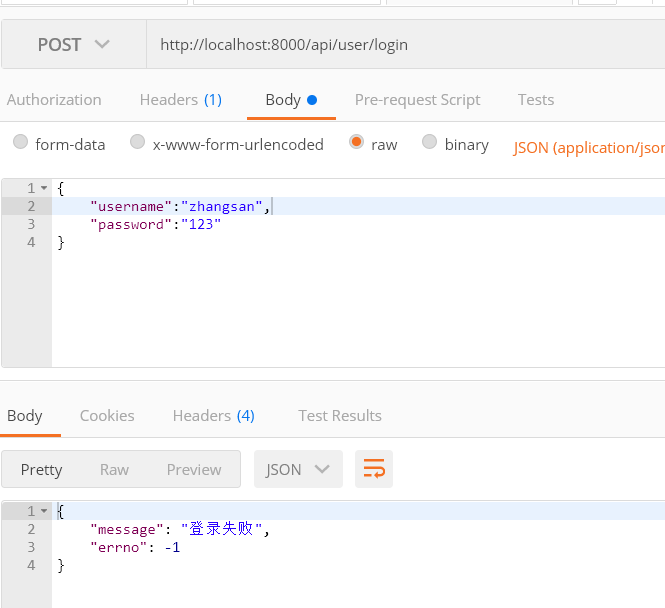 POST http://localhost:8000/api/user/login
Authorization Headers (1) Body Pre-request Script Tests
form-data x-www-form-urlencoded raw binary JSON (application/json
1 {
2 "username":"zhangsan",
3 "password":"123"
4 }
Body Cookies Headers (4) Test Results
Pretty Raw Preview JSON
1 {
2 "message": "登录失败",
3 "errno": -1
4 }